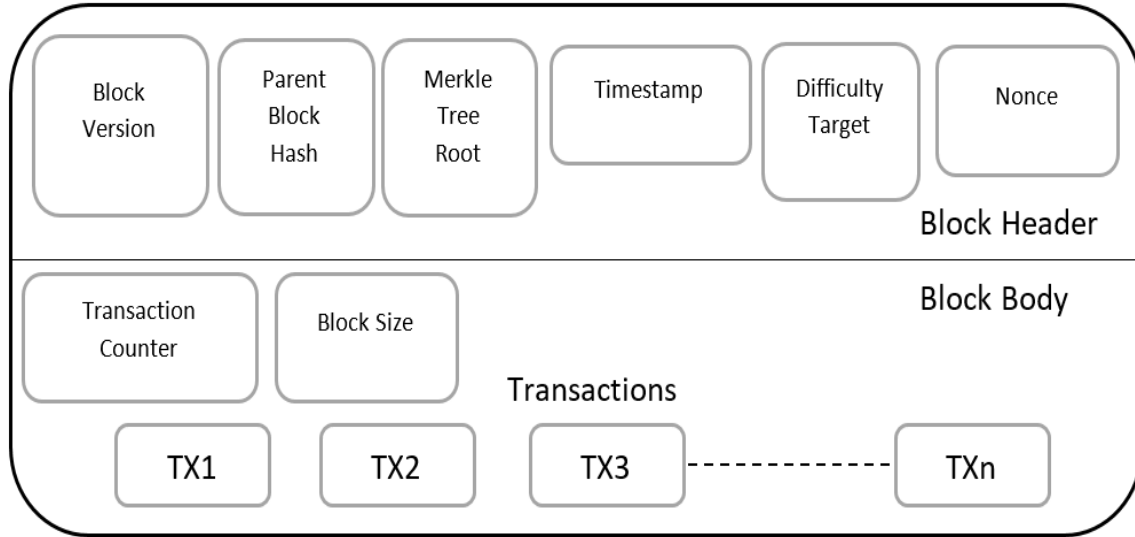 Block
Version
Parent
Block
Hash
Merkle
Tree
Root
Timestamp
Difficulty
Target
Nonce
Block Header
Block Body
Transaction
Counter
Block Size
Transactions
TX1
TX2
TX3
TXn